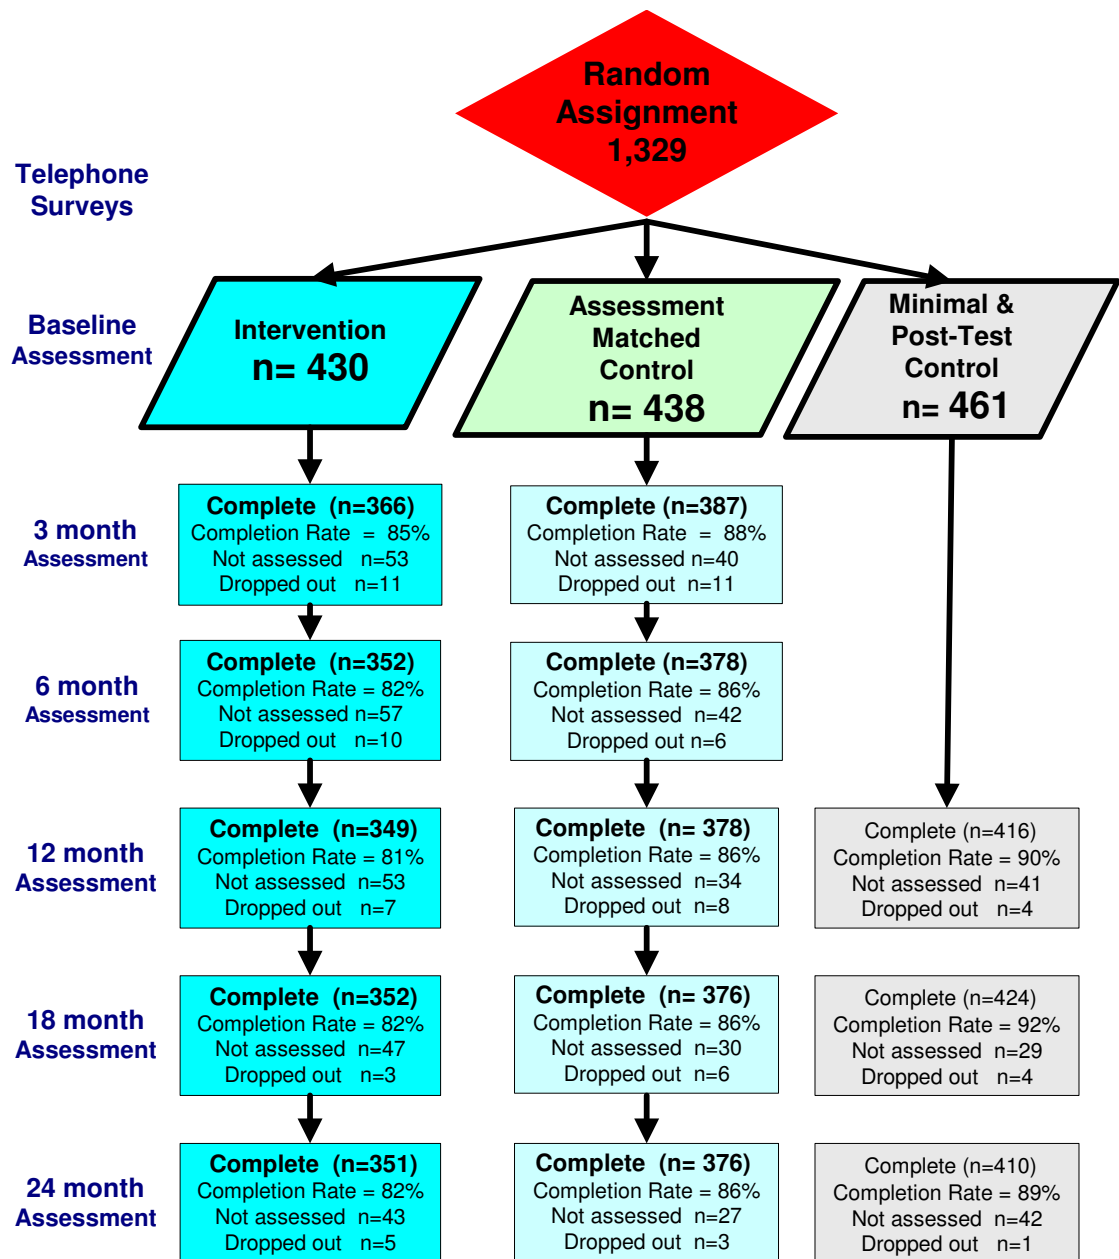 Random
Assignment
1,329
Telephone
Surveys
Baseline
Assessment
Intervention
n= 430
Assessment
Matched
Control
n= 438
Minimal &
Post-Test
Control
n= 461
3 month
Assessment
Complete (n=366)
Completion Rate = 85%
Not assessed n=53
Dropped out n=11
Complete (n=387)
Completion Rate = 88%
Not assessed n=40
Dropped out n=11
6 month
Assessment
Complete (n=352)
Completion Rate = 82%
Not assessed n=57
Dropped out n=10
Complete (n=378)
Completion Rate = 86%
Not assessed n=42
Dropped out n=6
12 month
Assessment
Complete (n=349)
Completion Rate = 81%
Not assessed n=53
Dropped out n=7
Complete (n= 378)
Completion Rate = 86%
Not assessed n=34
Dropped out n=8
Complete (n=416)
Completion Rate = 90%
Not assessed n=41
Dropped out n=4
18 month
Assessment
Complete (n=352)
Completion Rate = 82%
Not assessed n=47
Dropped out n=3
Complete (n= 376)
Completion Rate = 86%
Not assessed n=30
Dropped out n=6
Complete (n=424)
Completion Rate = 92%
Not assessed n=29
Dropped out n=4
24 month
Assessment
Complete (n=351)
Completion Rate = 82%
Not assessed n=43
Dropped out n=5
Complete (n= 376)
Completion Rate = 86%
Not assessed n=27
Dropped out n=3
Complete (n=410)
Completion Rate = 89%
Not assessed n=42
Dropped out n=1